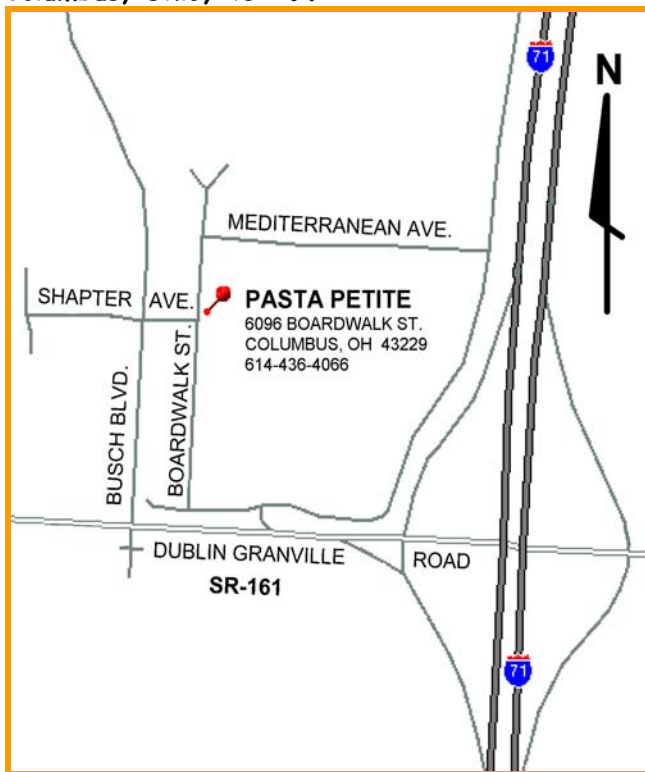 71
N
MEDITERRANEAN AVE.
SHAPTER AVE.
PASTA PETITE
6096 BOARDWALK ST.
COLUMBUS, OH 43229
614-436-4066
BUSCH BLVD.
BOARDWALK ST.
DUBLIN GRANVILLE ROAD
SR-161
71